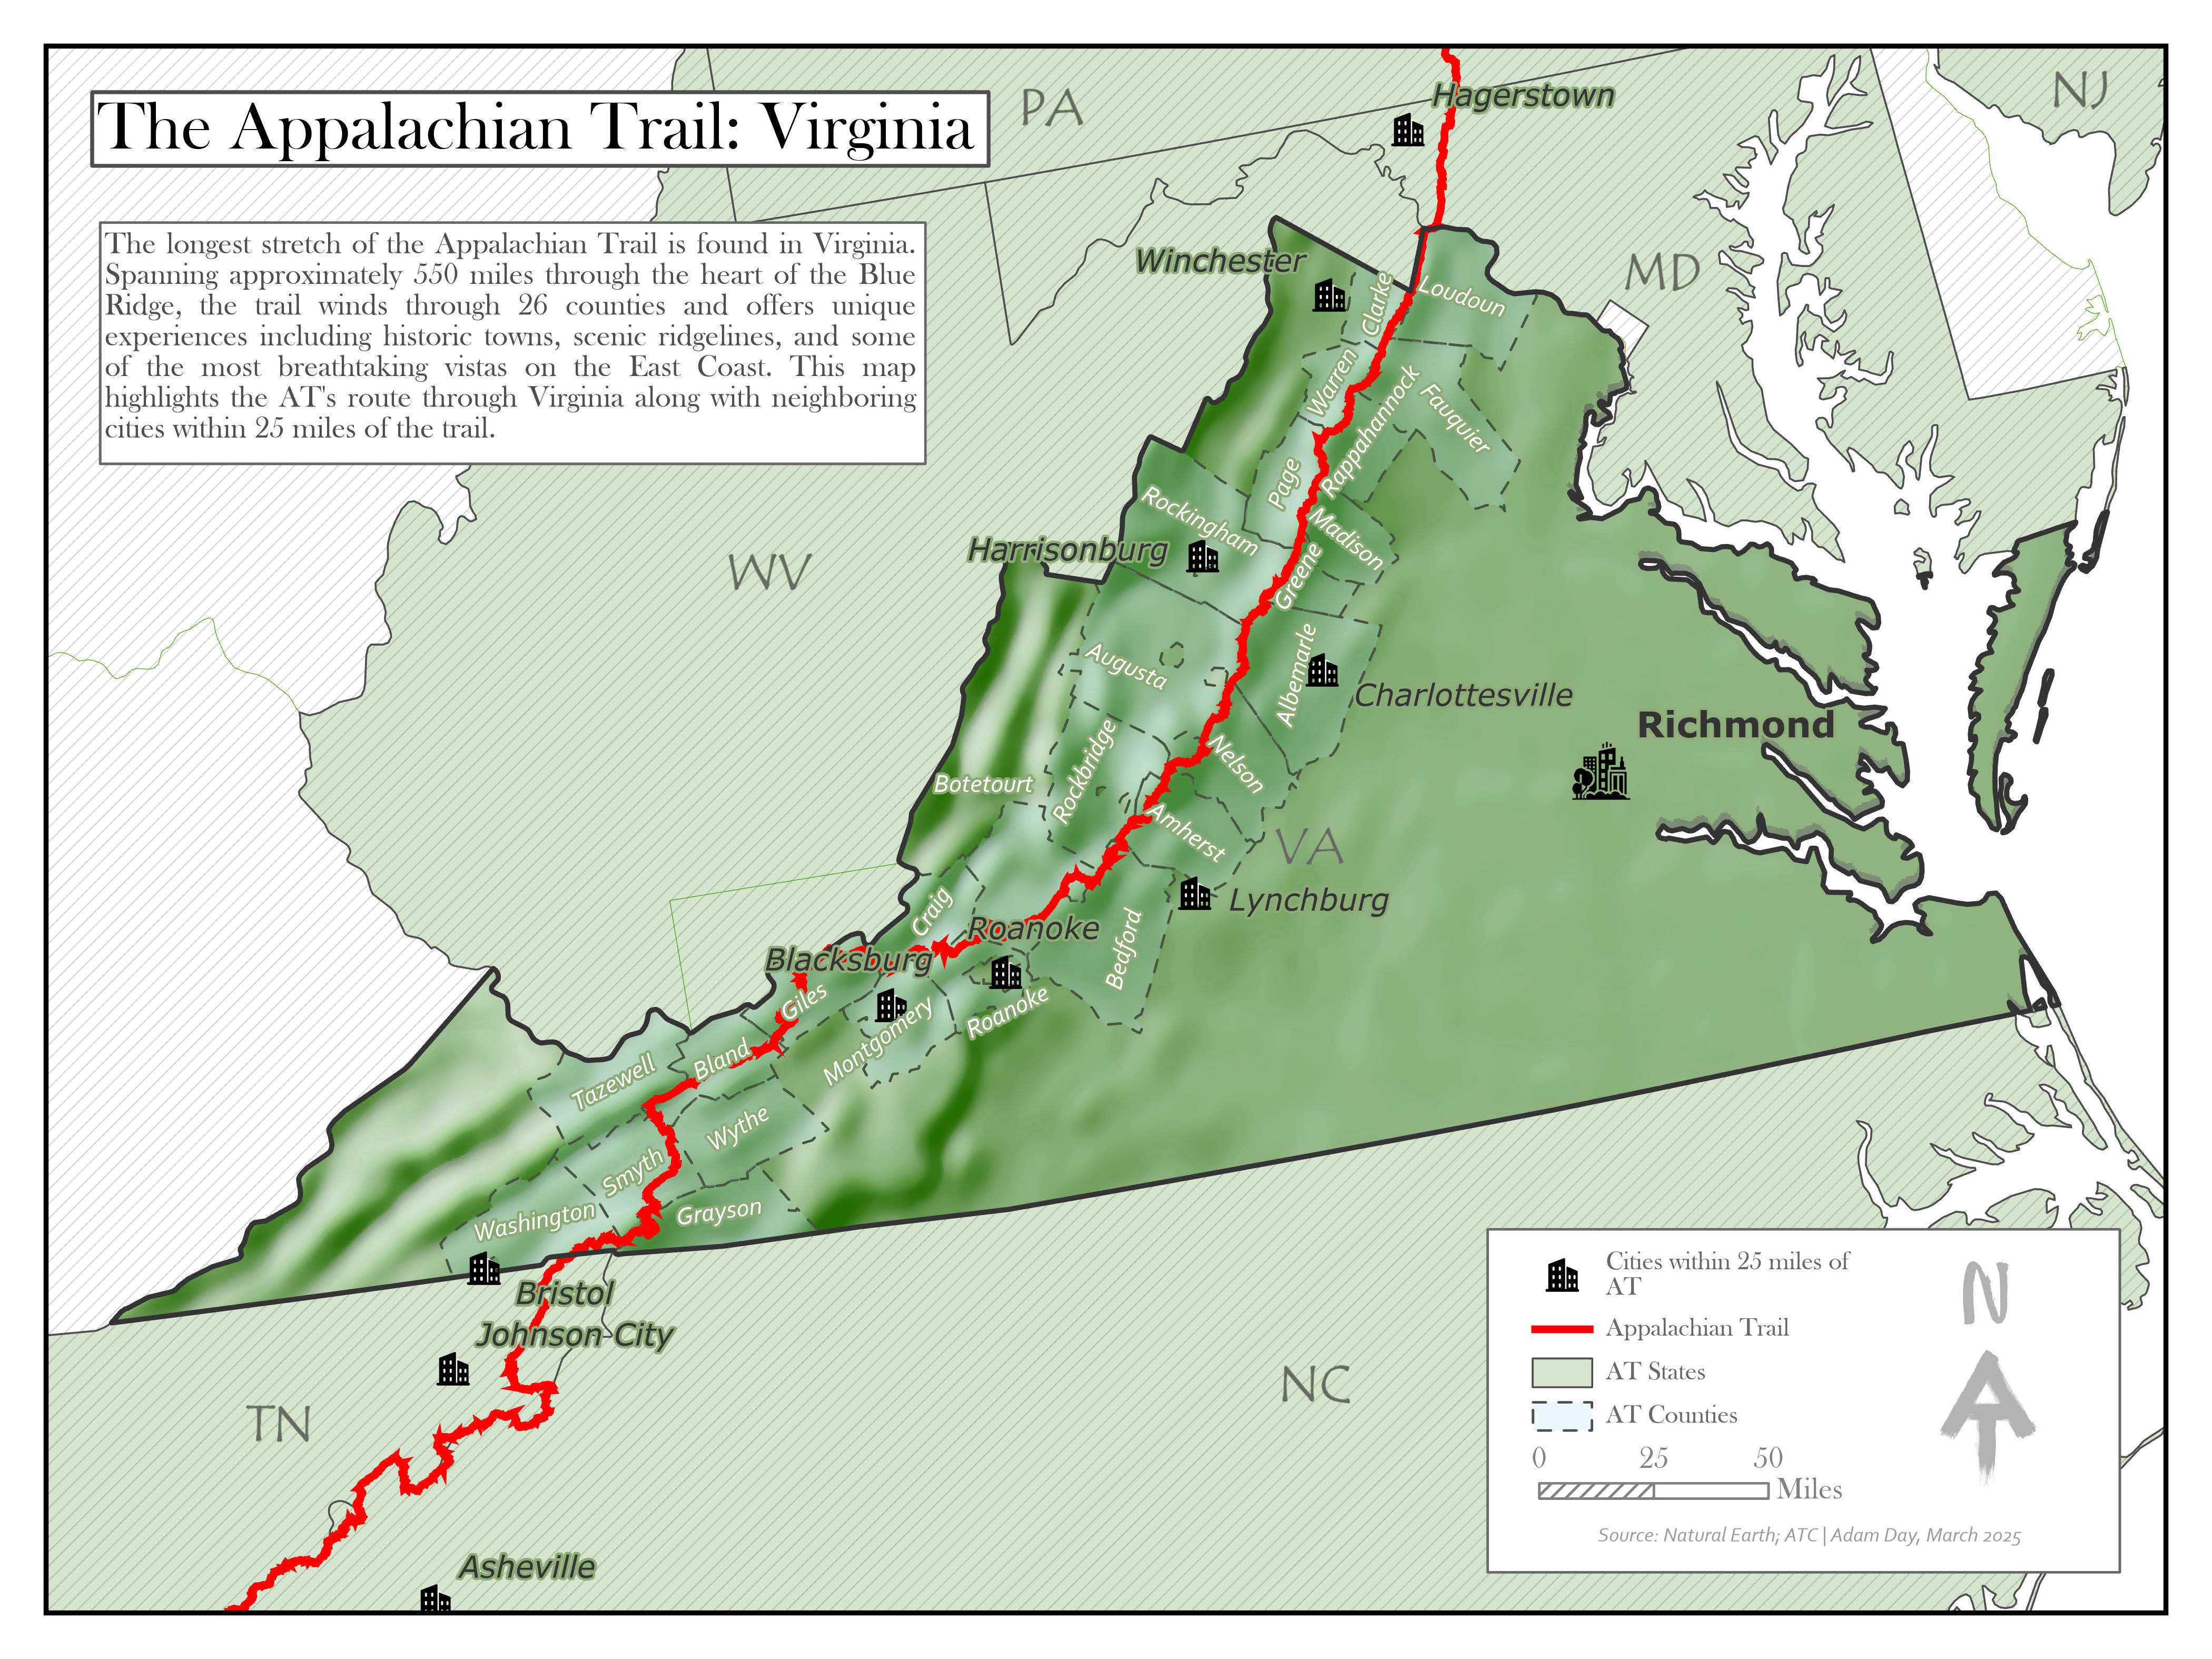 The Appalachian Trail: Virginia
The longest stretch of the Appalachian Trail is found in Virginia.
Spanning approximately 550 miles through the heart of the Blue
Ridge, the trail winds through 26 counties and offers unique
experiences including historic towns, scenic ridgelines, and some
of the most breathtaking vistas on the East Coast. This map
highlights the AT's route through Virginia along with neighboring
cities within 25 miles of the trail.
PA
NJ
Hagerstown
MD
Winchester
Clarke
Loudoun
Warren
Rappahannock
Fauquier
Page
Rockingham
Madison
Harrisonburg
WV
Greene
Augusta
Albemarle
Charlottesville
Richmond
Rockbridge
Nelson
Botetourt
Amherst
VA
Craig
Lynchburg
Roanoke
Bedford
Blacksburg
Giles
Roanoke
Montgomery
Bland
Tazewell
Wythe
Smyth
Grayson
Washington
Bristol
Johnson City
NC
TN
Asheville
Cities within 25 miles of
AT
Appalachian Trail
AT States
AT Counties
0 25 50
Miles
N
AT
Source: Natural Earth; ATC | Adam Day, March 2025